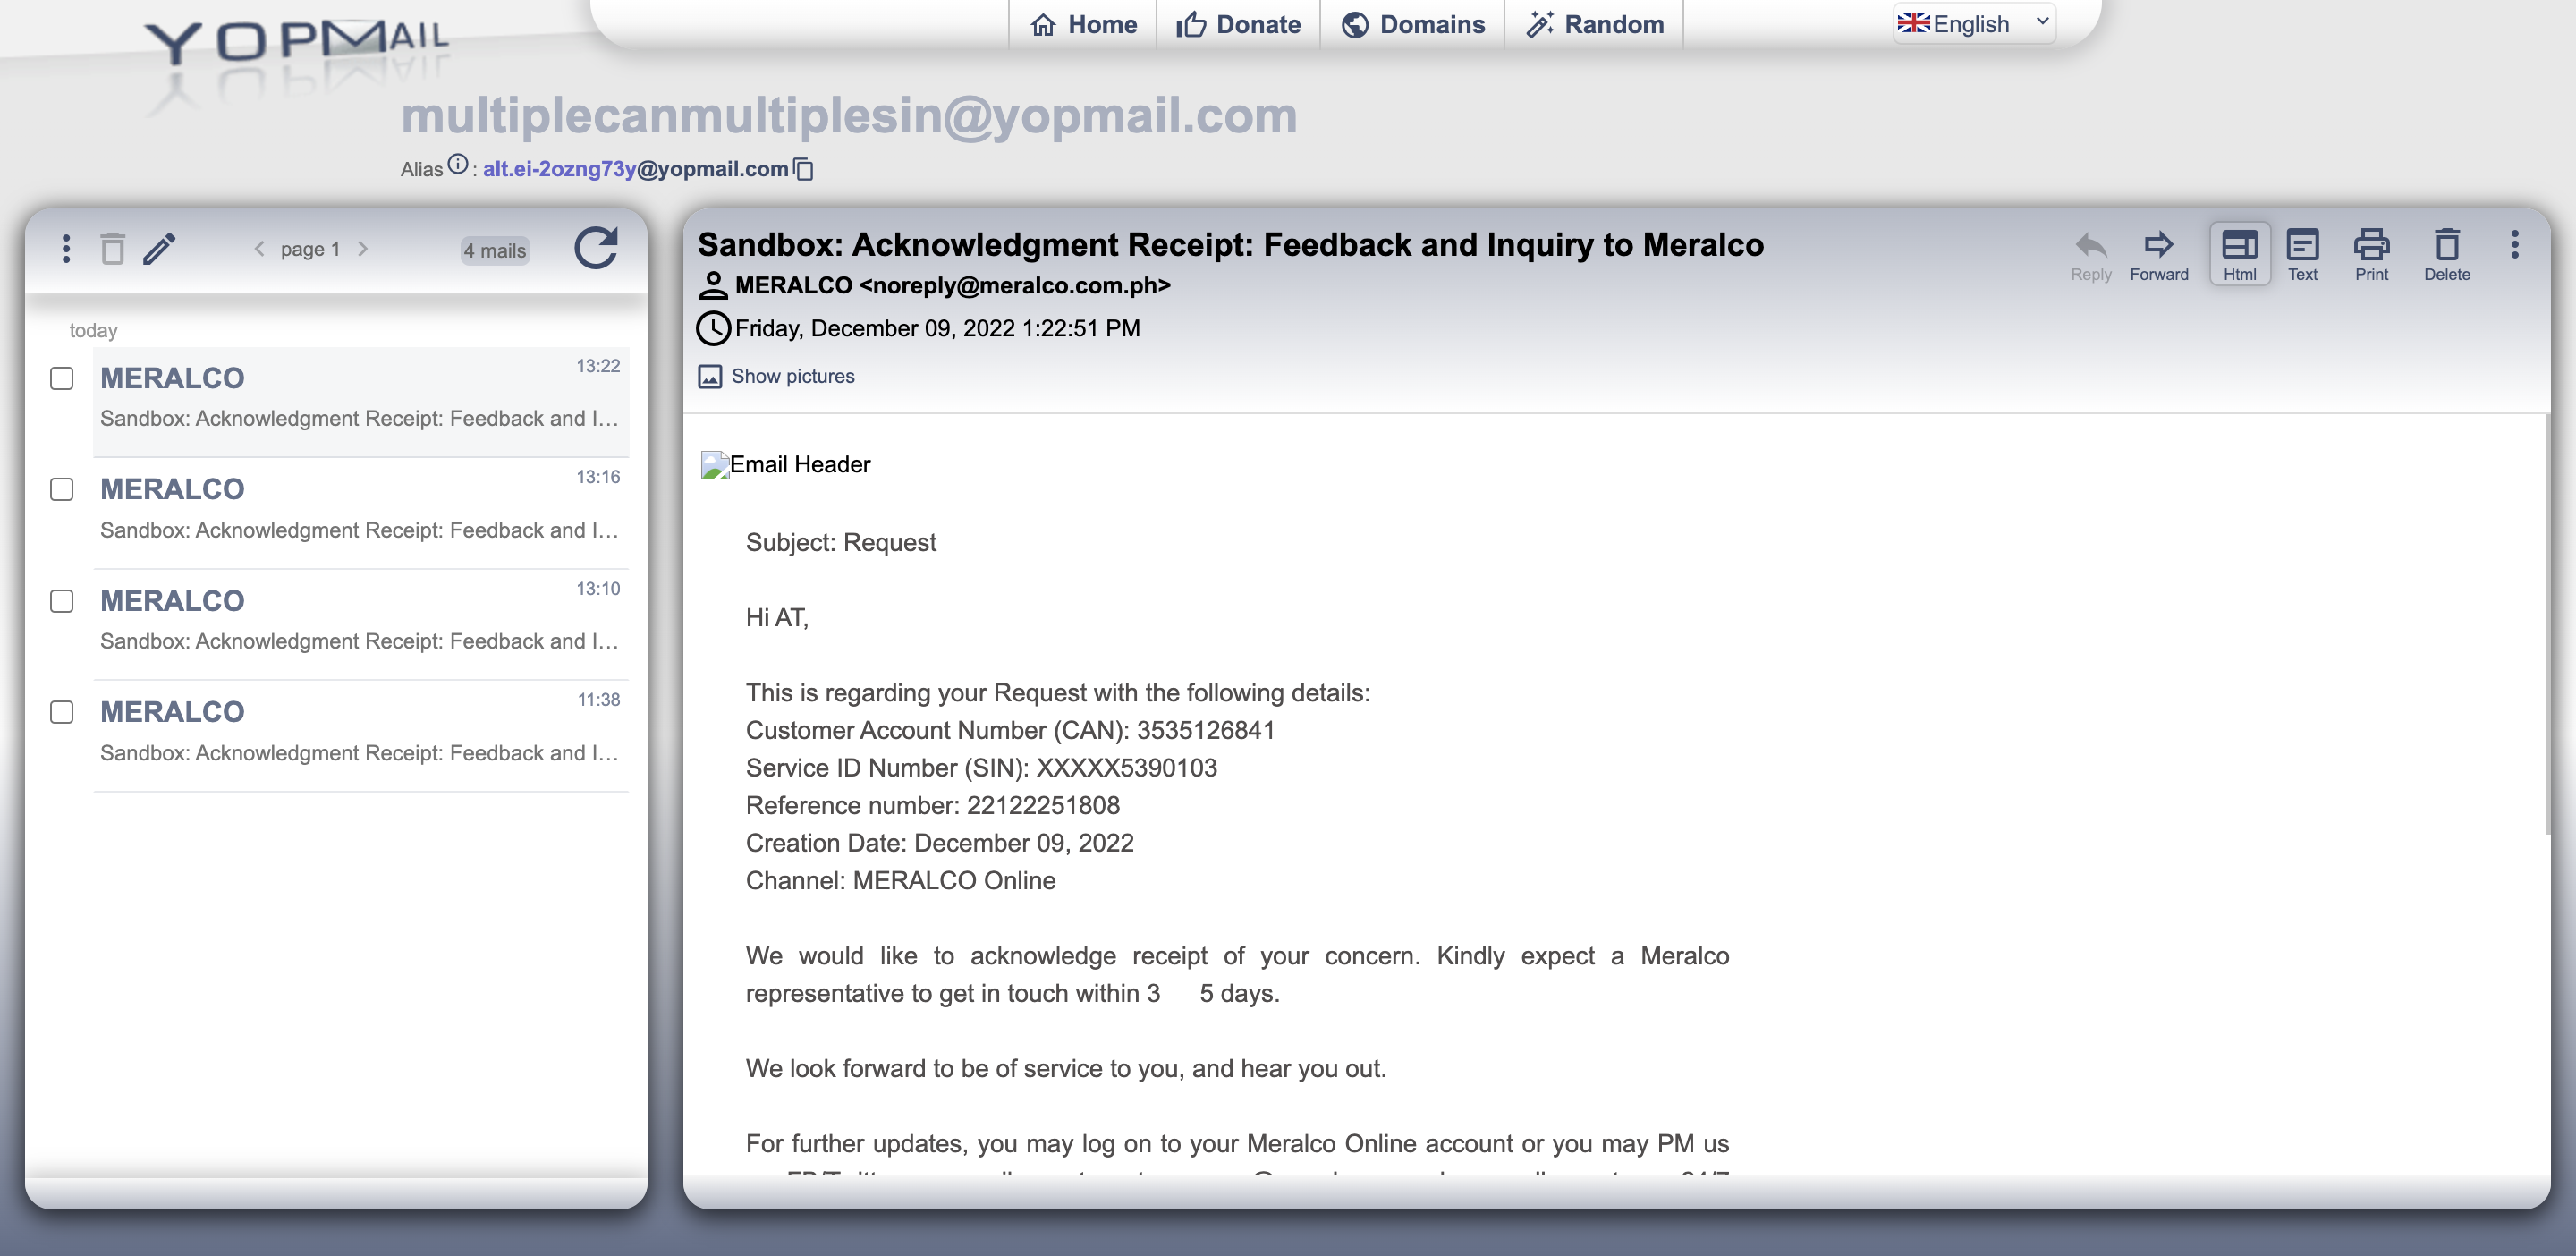 YOPMAIL
Home
Donate
Domains
Random
English
multiplecanmultiplesin@yopmail.com
Alias : alt.ei-2ozng73y@yopmail.com
page 1
4 mails
today
MERALCO
13:22
Sandbox: Acknowledgment Receipt: Feedback and I...
MERALCO
13:16
Sandbox: Acknowledgment Receipt: Feedback and I...
MERALCO
13:10
Sandbox: Acknowledgment Receipt: Feedback and I...
MERALCO
11:38
Sandbox: Acknowledgment Receipt: Feedback and I...
Sandbox: Acknowledgment Receipt: Feedback and Inquiry to Meralco
MERALCO <noreply@meralco.com.ph>
Friday, December 09, 2022 1:22:51 PM
Show pictures
Reply
Forward
Html
Text
Print
Delete
Email Header
Subject: Request
Hi AT,
This is regarding your Request with the following details:
Customer Account Number (CAN): 3535126841
Service ID Number (SIN): XXXXX5390103
Reference number: 22122251808
Creation Date: December 09, 2022
Channel: MERALCO Online
We would like to acknowledge receipt of your concern. Kindly expect a Meralco
representative to get in touch within 3 5 days.
We look forward to be of service to you, and hear you out.
For further updates, you may log on to your Meralco Online account or you may PM us